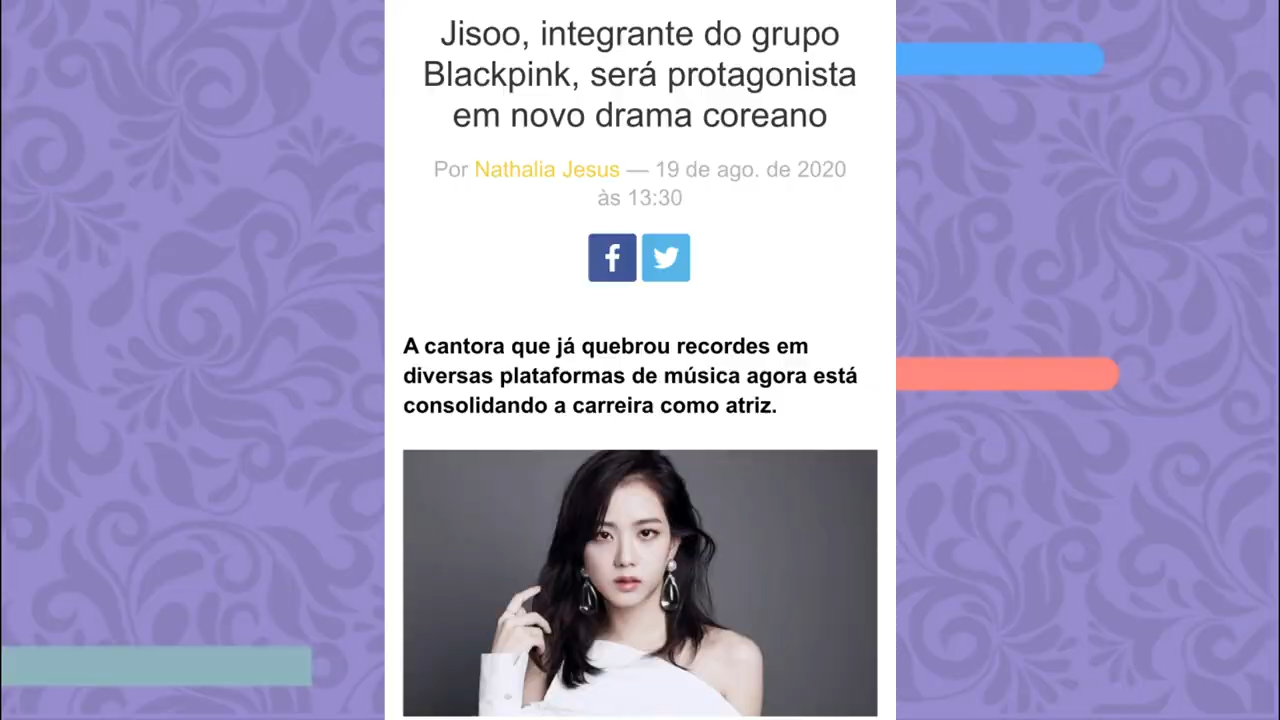 Jisoo, integrante do grupo
Blackpink, será protagonista
em novo drama coreano
Por Nathalia Jesus — 19 de ago. de 2020
às 13:30
A cantora que já quebrou recordes em
diversas plataformas de música agora está
consolidando a carreira como atriz.